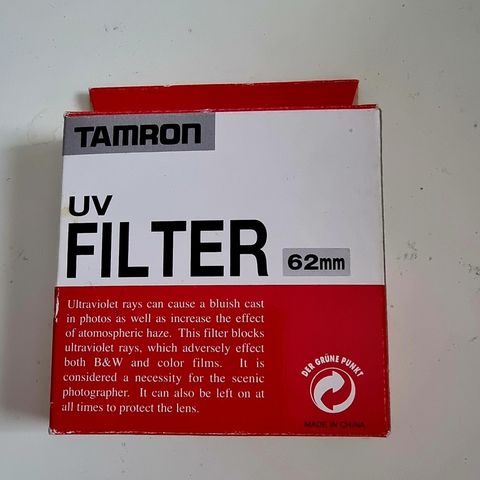 TAMRON
UV
FILTER 62mm
Ultraviolet rays can cause a bluish cast
in photos as well as increase the effect
of atomospheric haze. This filter blocks
ultraviolet rays, which adversely effect
both B&W and color films. It is
considered a necessity for the scenic
photographer. It can also be left on at
all times to protect the lens.
DER GRÜNE PUNKT
MADE IN CHINA